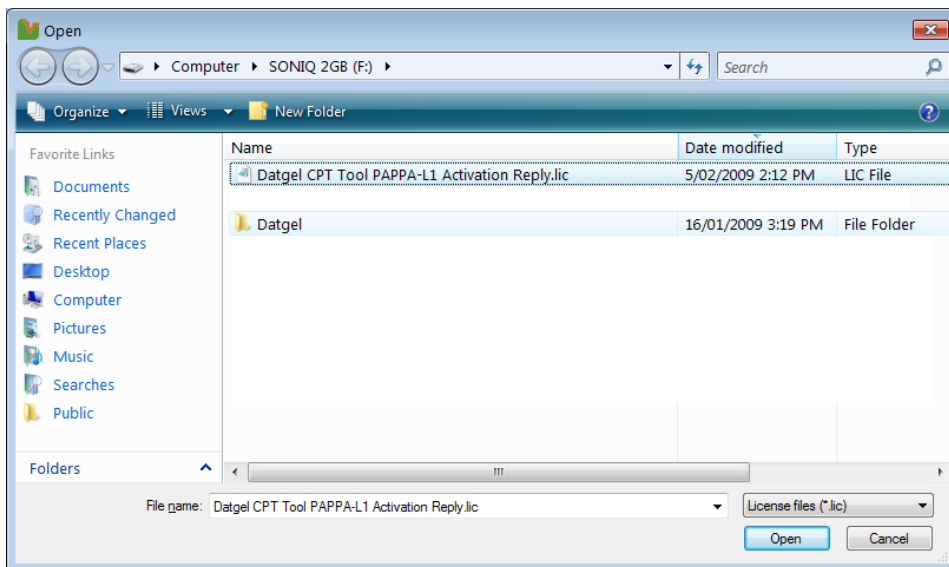 Open
Computer SONIQ 2GB (F:) Search
Organize Views New Folder
Favorite Links
Documents
Recently Changed
Recent Places
Desktop
Computer
Pictures
Music
Searches
Public
Folders
Name Date modified Type
Datgel CPT Tool PAPPA-L1 Activation Reply.lic 5/02/2009 2:12 PM LIC File
Datgel 16/01/2009 3:19 PM File Folder
File name: Datgel CPT Tool PAPPA-L1 Activation Reply.lic License files (*.lic)
Open Cancel